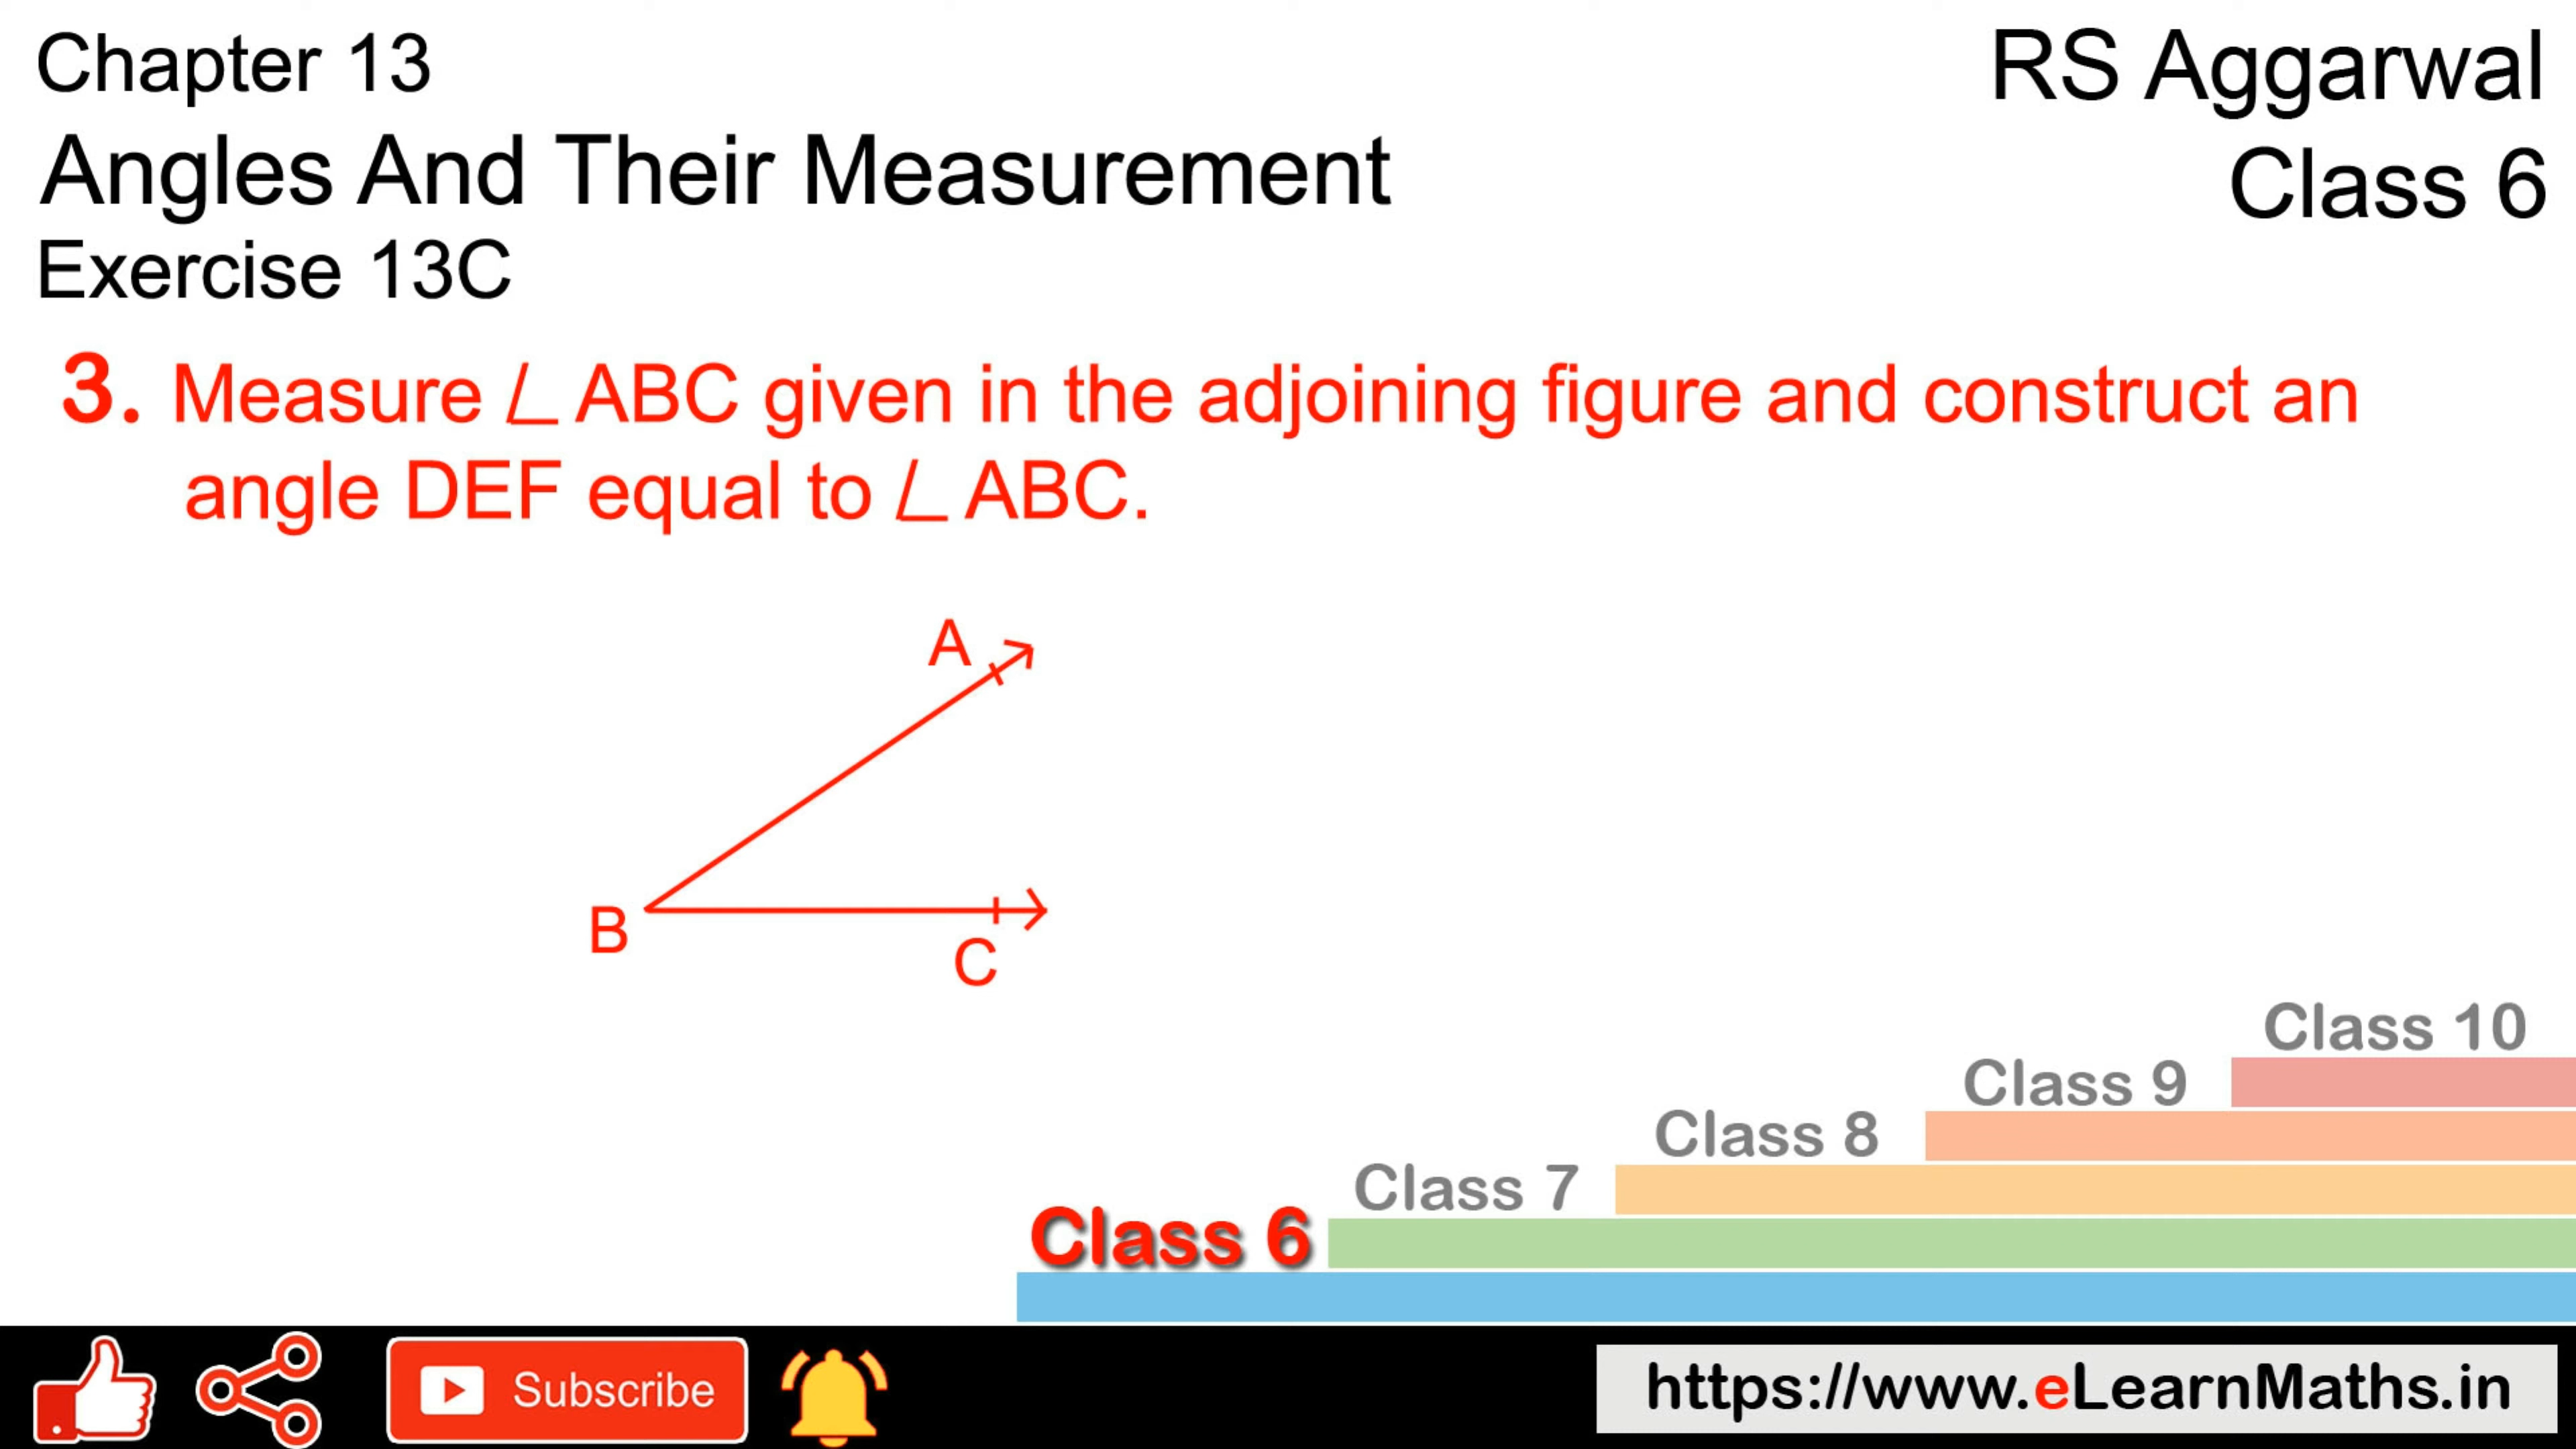 Chapter 13
Angles And Their Measurement
Exercise 13C
RS Aggarwal
Class 6
3. Measure ∠ABC given in the adjoining figure and construct an
angle DEF equal to ∠ABC.
A
B
C
Class 10
Class 9
Class 8
Class 7
Class 6
Subscribe
https://www.eLearnMaths.in